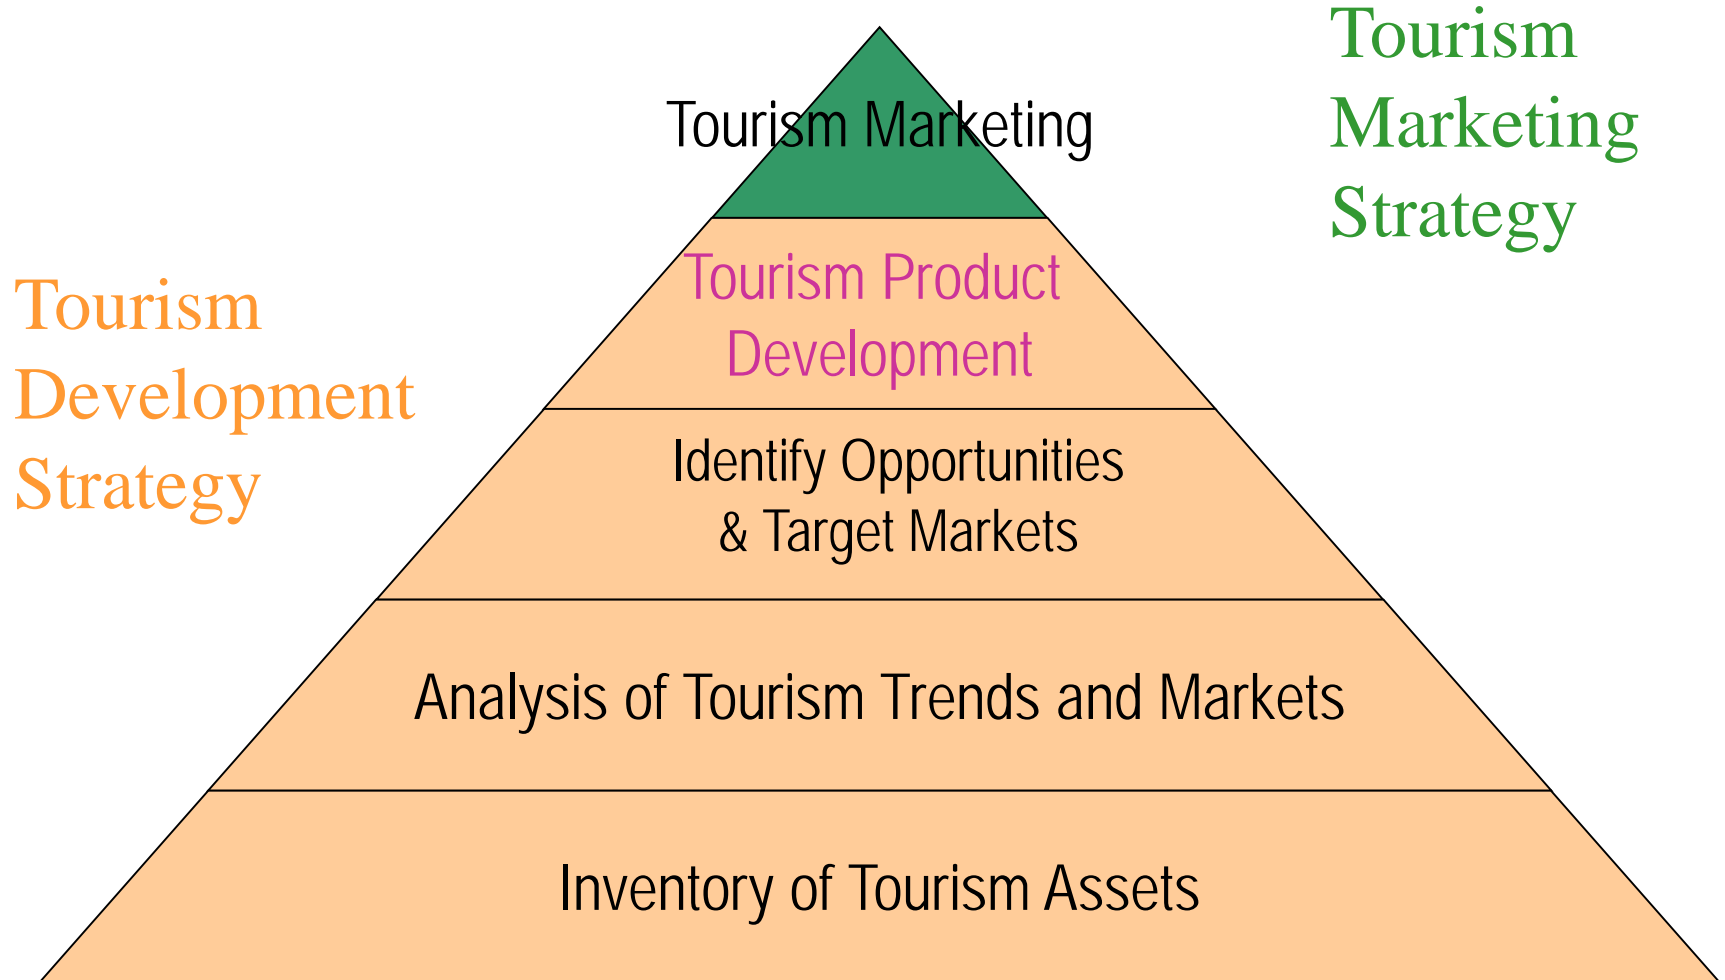 Tourism
Marketing
Strategy
Tourism Marketing
Tourism Product
Development
Tourism
Development
Strategy
Identify Opportunities
& Target Markets
Analysis of Tourism Trends and Markets
Inventory of Tourism Assets